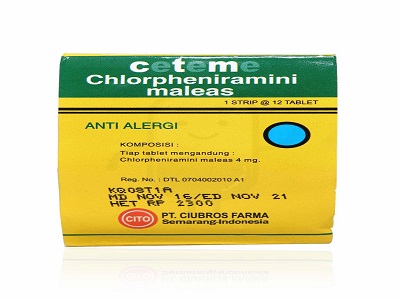 ceteme
Chlorpheniramini
maleas
1 STRIP @ 12 TABLET
ANTI ALERGI
KOMPOSISI :
Tiap tablet mengandung :
Chlorpheniramini maleas 4 mg.
Reg. No. : DTL 0704002010 A1
KQ08T1A
MD NOV 16/ED NOV 21
HET RP 2300
CITO
PT. CIUBROS FARMA
Semarang-Indonesia